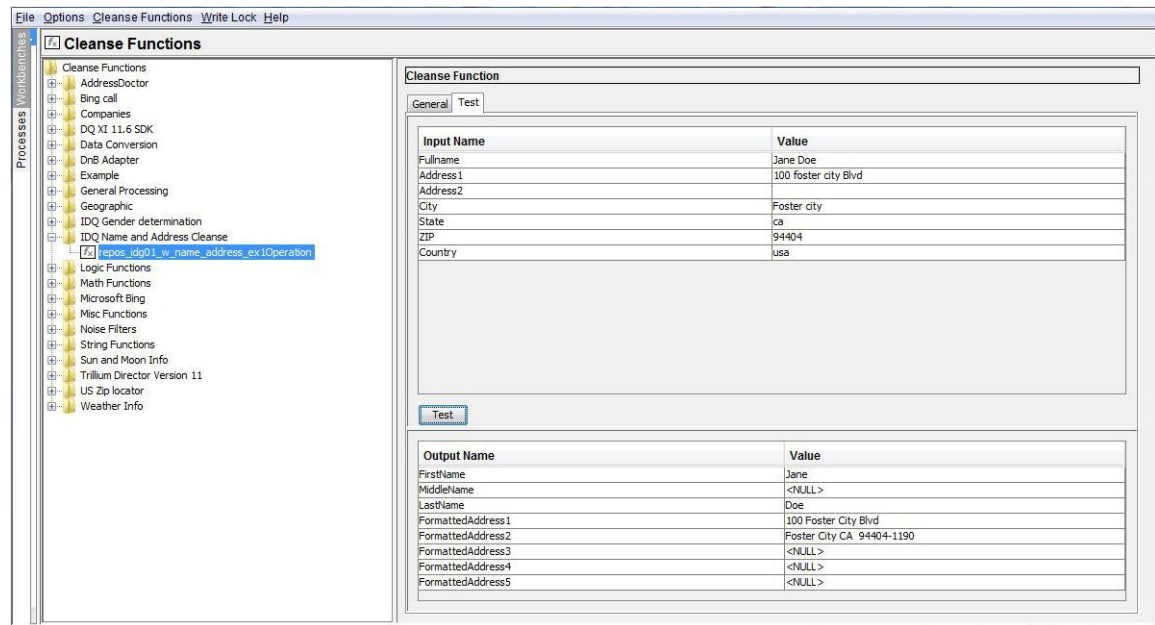 File Options Cleanse Functions Write Lock Help
Workbenches
Processes
Cleanse Functions
Cleanse Functions
AddressDoctor
Bing call
Companies
DQ XI 11.6 SDK
Data Conversion
DnB Adapter
Example
General Processing
Geographic
IDQ Gender determination
IDQ Name and Address Cleanse
repos_idg01_w_name_address_ex1Operation
Logic Functions
Math Functions
Microsoft Bing
Misc Functions
Noise Filters
String Functions
Sun and Moon Info
Trillium Director Version 11
US Zip locator
Weather Info
Cleanse Function
General Test
Input Name Value
Fullname Jane Doe
Address1 100 foster city Blvd
Address2
City Foster city
State ca
ZIP 94404
Country usa
Test
Output Name Value
FirstName Jane
MiddleName <NULL>
LastName Doe
FormattedAddress1 100 Foster City Blvd
FormattedAddress2 Foster City CA 94404-1190
FormattedAddress3 <NULL>
FormattedAddress4 <NULL>
FormattedAddress5 <NULL>